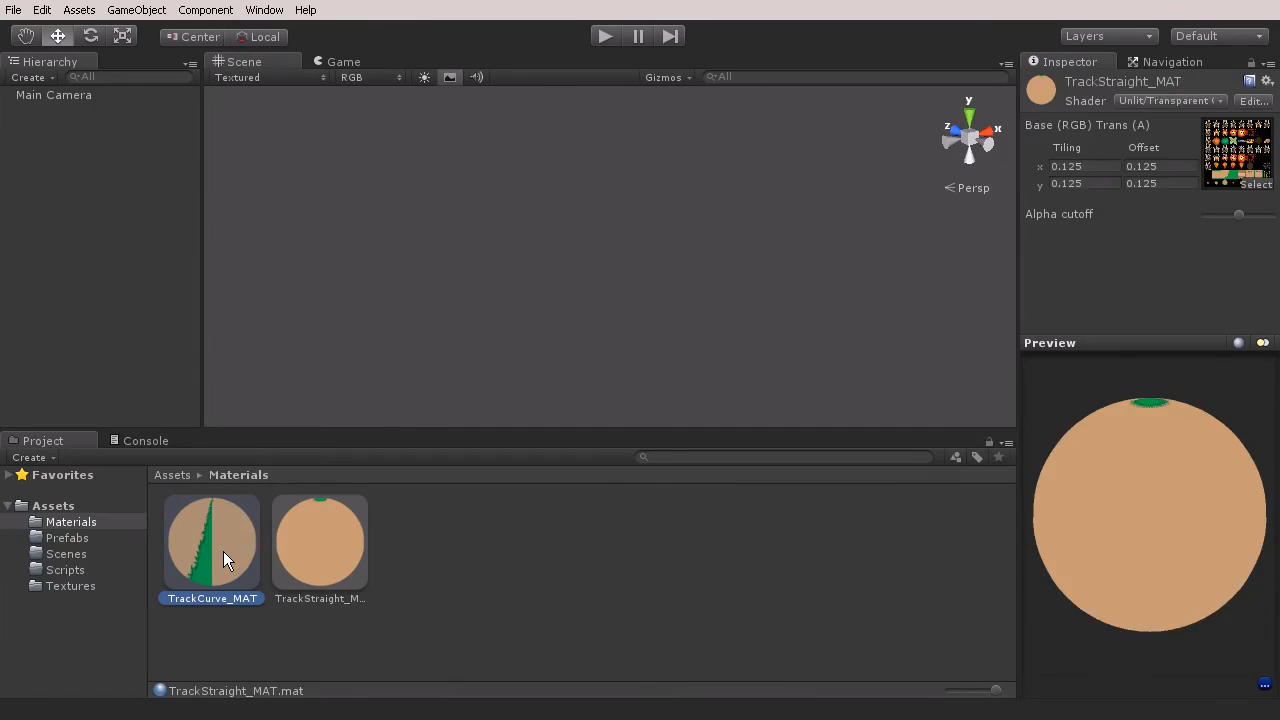 File Edit Assets GameObject Component Window Help
Center Local Layers Default
Hierarchy Scene Game Inspector Navigation
Create All Textured RGB Gizmos All
TrackStraight_MAT
Main Camera
Shader Unlit/Transparent ( Edit...
Base (RGB) Trans (A)
Tiling Offset
x 0.125 0.125
y 0.125 0.125
Select
Alpha cutoff
y
z x
Persp
Preview
Project Console
Create
Favorites
Assets Materials
Assets
Materials
Prefabs
Scenes
Scripts
Textures
TrackCurve_MAT TrackStraight_M...
TrackStraight_MAT.mat